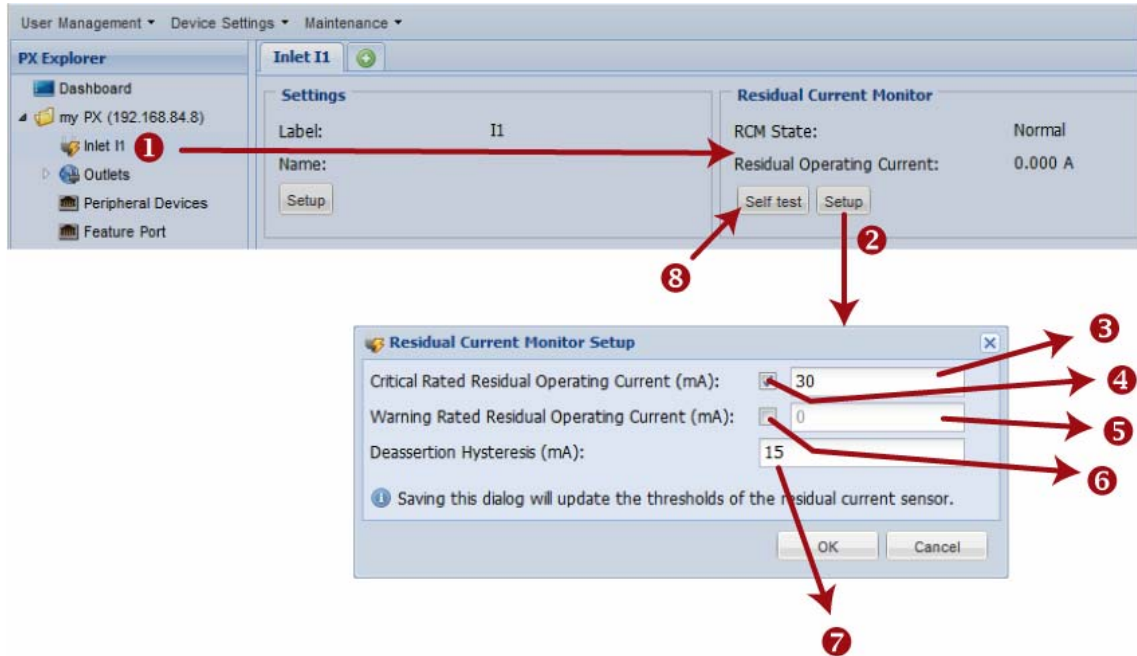 User Management Device Settings Maintenance
PX Explorer
Dashboard
my PX (192.168.84.8)
Inlet I1
Outlets
Peripheral Devices
Feature Port
Inlet I1
Settings
Label: I1
Name:
Setup
Residual Current Monitor
RCM State: Normal
Residual Operating Current: 0.000 A
Self test Setup
1
2
8
Residual Current Monitor Setup
Critical Rated Residual Operating Current (mA): 30
Warning Rated Residual Operating Current (mA): 0
Deassertion Hysteresis (mA): 15
Saving this dialog will update the thresholds of the residual current sensor.
OK Cancel
3
4
5
6
7